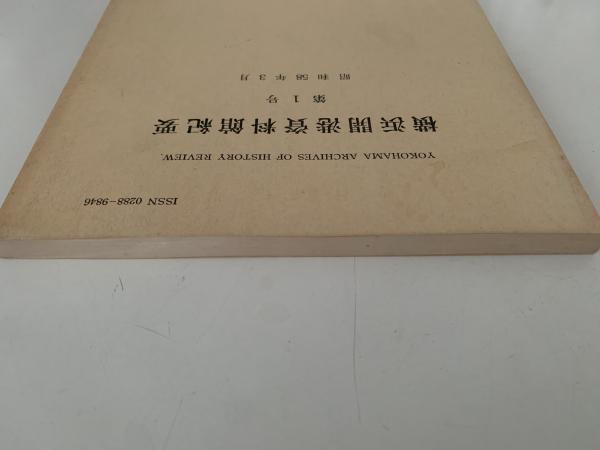 ISSN 0288-9846
YOKOHAMA ARCHIVES OF HISTORY REVIEW.
横浜開港資料館紀要
第1号
昭和58年3月